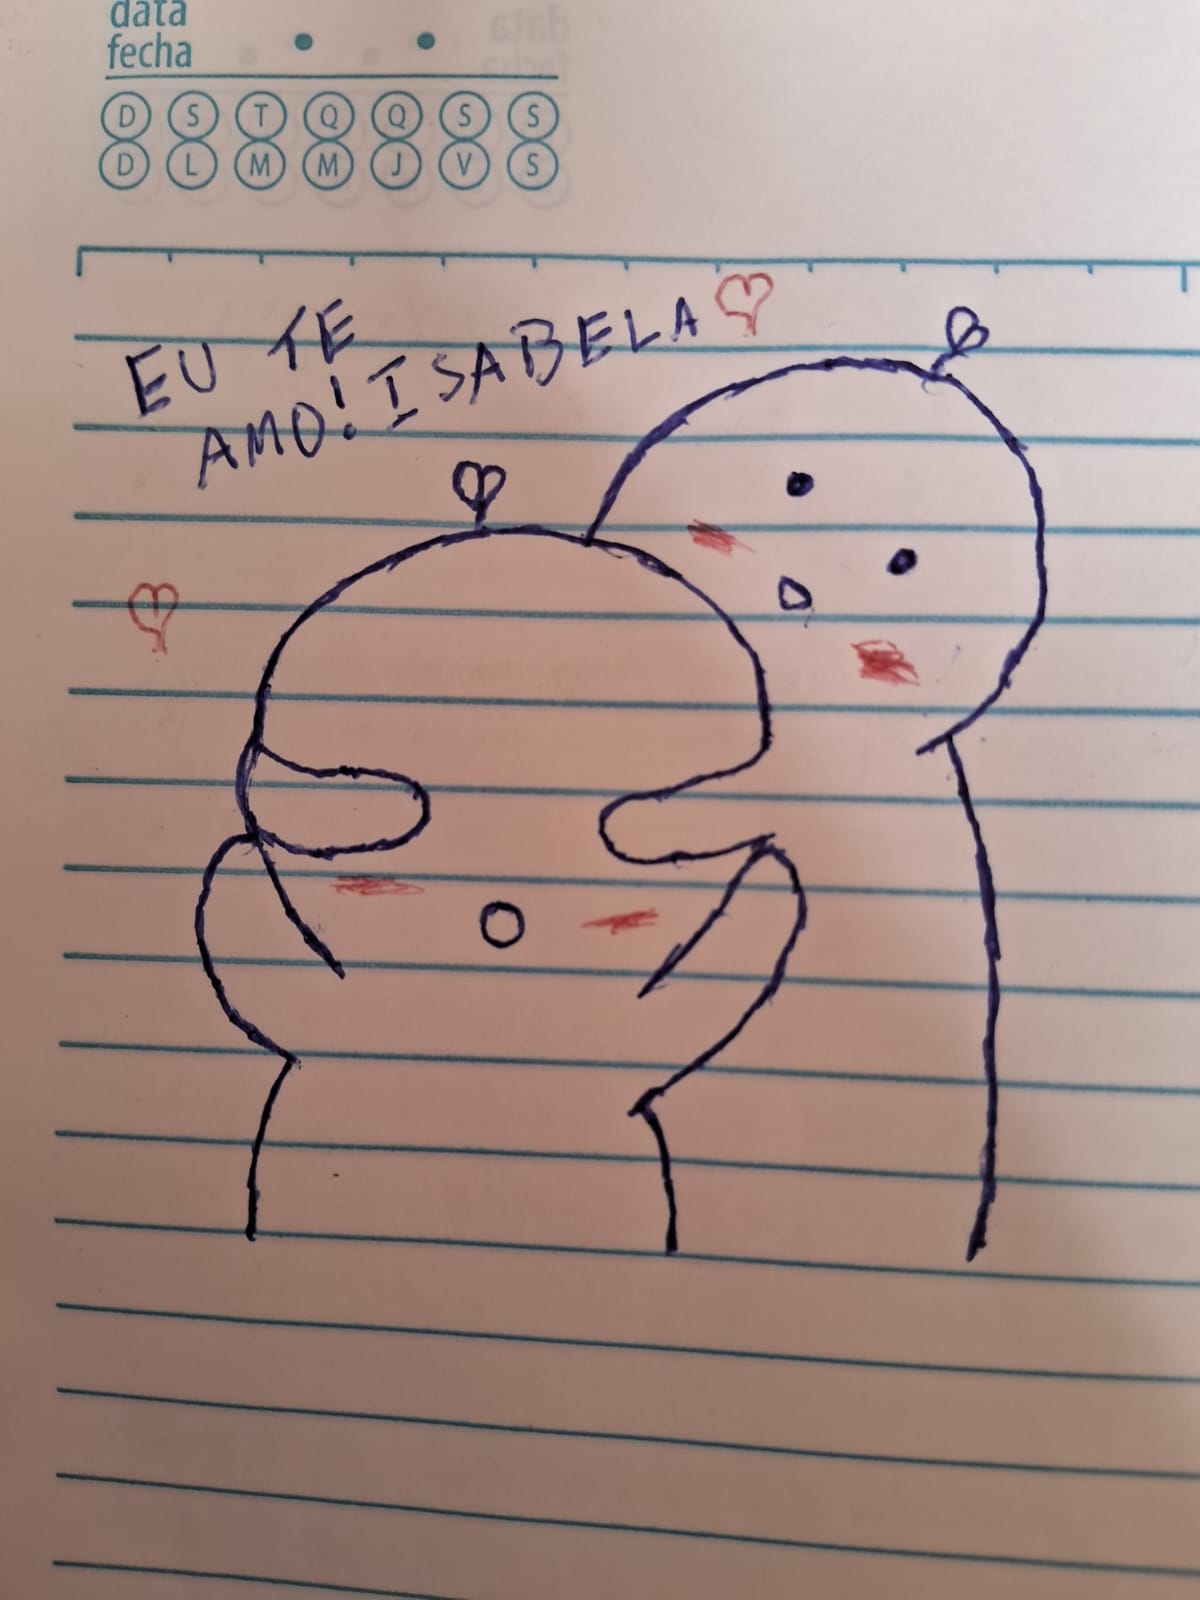 data
fecha
D S T Q Q S S
D L M M J V S
EU TE
AMO! ISABELA